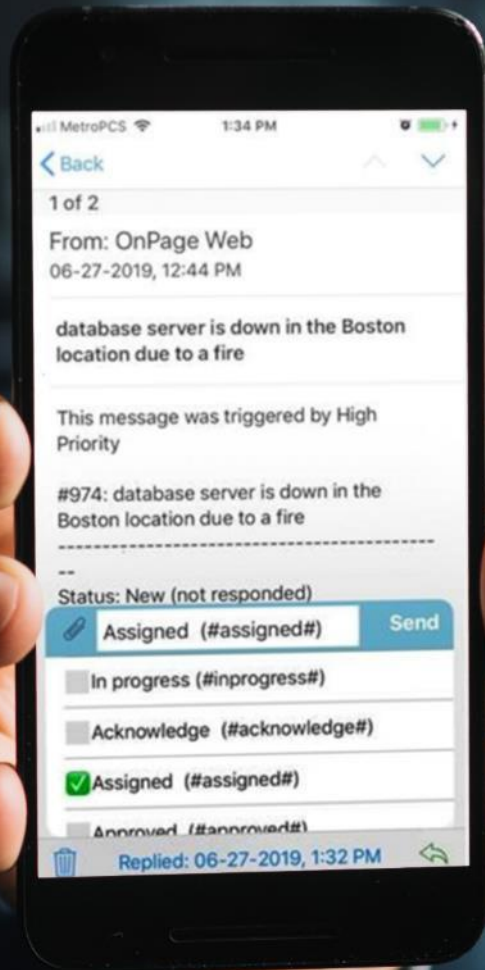 MetroPCS 1:34 PM
Back
1 of 2
From: OnPage Web
06-27-2019, 12:44 PM
database server is down in the Boston
location due to a fire
This message was triggered by High
Priority
#974: database server is down in the
Boston location due to a fire
------------------------------------------
--
Status: New (not responded)
Assigned (#assigned#) Send
In progress (#inprogress#)
Acknowledge (#acknowledge#)
Assigned (#assigned#)
Approved (#approved#)
Replied: 06-27-2019, 1:32 PM